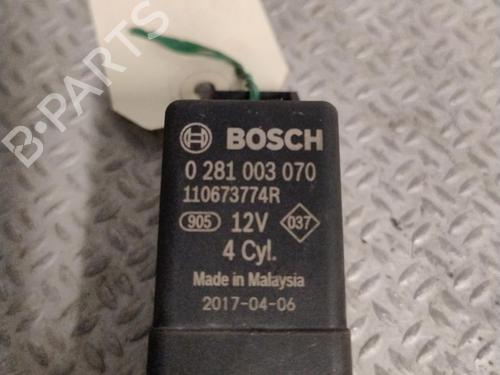 B-PARTS
BOSCH
0 281 003 070
110673774R
905 12V 037
4 Cyl.
Made in Malaysia
2017-04-06